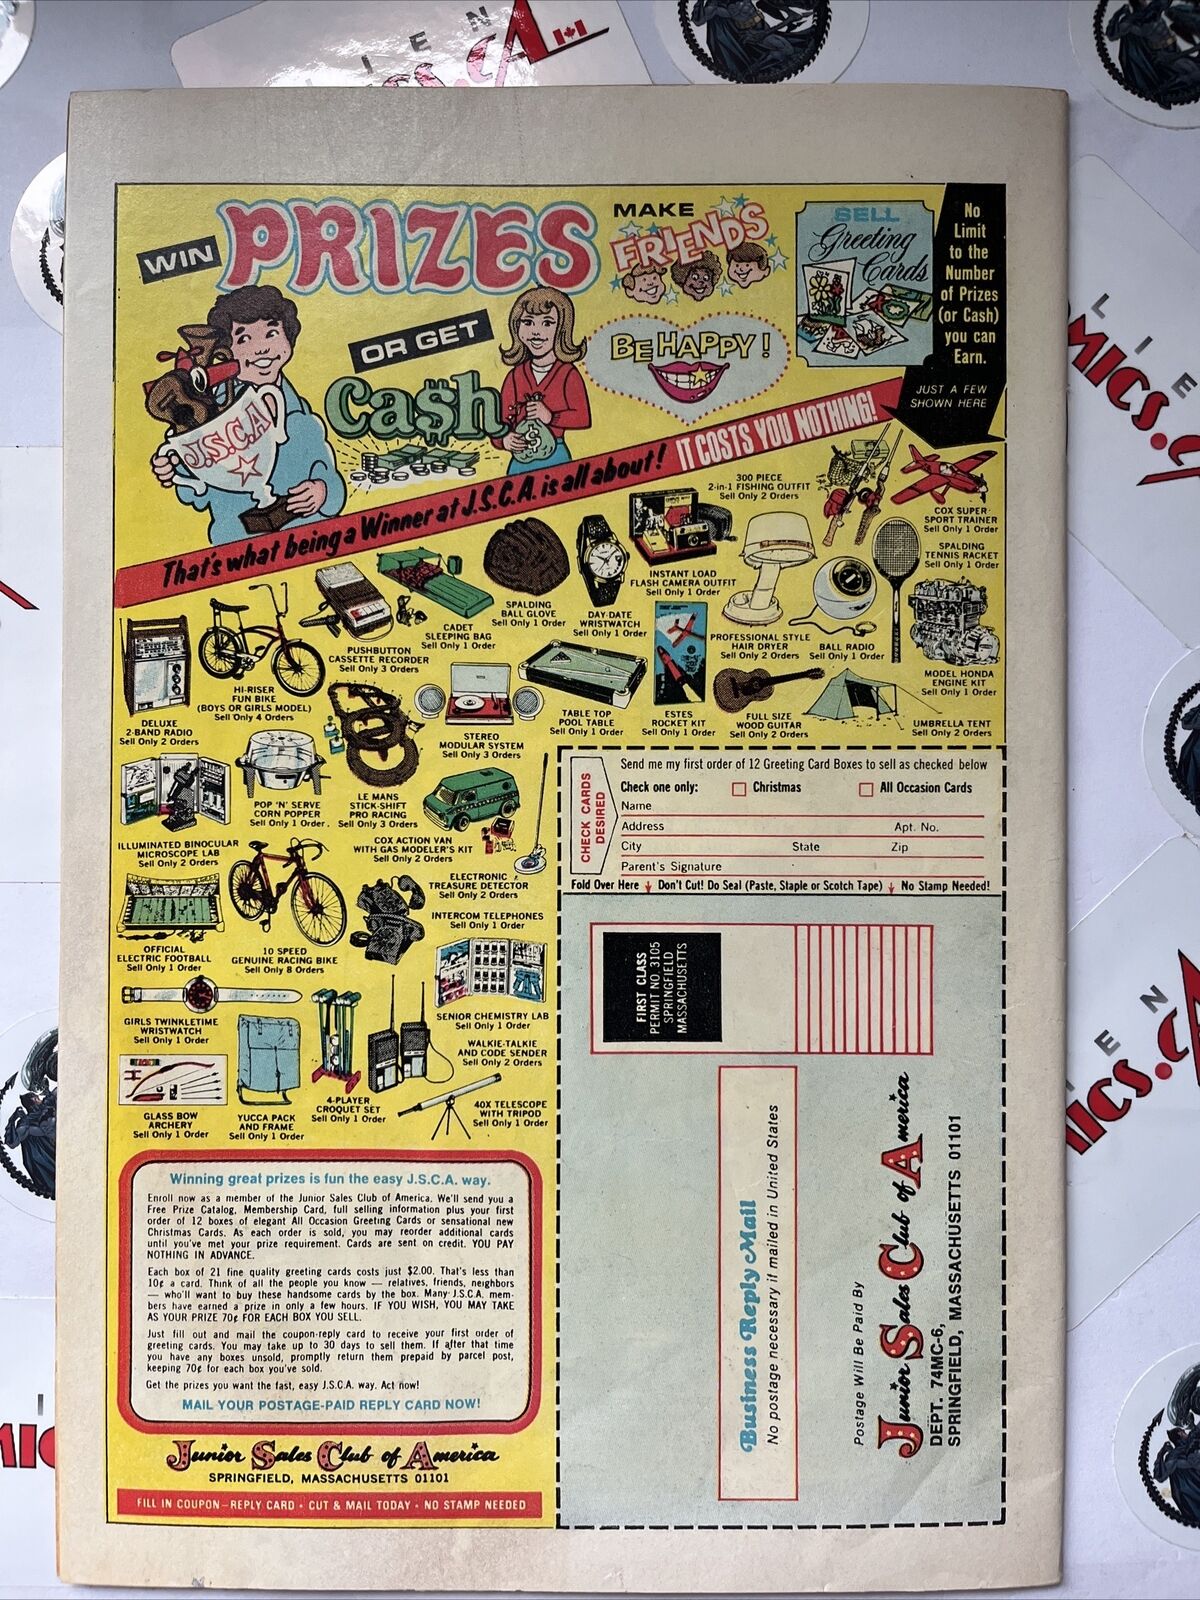 WIN
PRIZES
OR GET
Cash
MAKE
FRIENDS
BE HAPPY!
SELL
Greeting
Cards
No
Limit
to the
Number
of Prizes
(or Cash)
you can
Earn.
JUST A FEW
SHOWN HERE
J.S.C.A.
That's what being a Winner at J.S.C.A. is all about! IT COSTS YOU NOTHING!
300 PIECE
2-in-1 FISHING OUTFIT
Sell Only 2 Orders
COX SUPER-
SPORT TRAINER
Sell Only 1 Order
SPALDING
TENNIS RACKET
Sell Only 1 Order
INSTANT LOAD
FLASH CAMERA OUTFIT
Sell Only 1 Order
SPALDING
BALL GLOVE
Sell Only 1 Order
DAY-DATE
WRISTWATCH
Sell Only 1 Order
CADET
SLEEPING BAG
Sell Only 1 Order
PROFESSIONAL STYLE
HAIR DRYER
Sell Only 2 Orders
BALL RADIO
Sell Only 1 Order
PUSHBUTTON
CASSETTE RECORDER
Sell Only 3 Orders
MODEL HONDA
ENGINE KIT
Sell Only 1 Order
HI-RISER
FUN BIKE
(BOYS OR GIRLS MODEL)
Sell Only 4 Orders
DELUXE
2-BAND RADIO
Sell Only 2 Orders
STEREO
MODULAR SYSTEM
Sell Only 3 Orders
TABLE TOP
POOL TABLE
Sell Only 1 Order
ESTES
ROCKET KIT
Sell Only 1 Order
FULL SIZE
WOOD GUITAR
Sell Only 2 Orders
UMBRELLA TENT
Sell Only 2 Orders
POP 'N' SERVE
CORN POPPER
Sell Only 1 Order.
LE MANS
STICK-SHIFT
PRO RACING
Sell Only 3 Orders
ILLUMINATED BINOCULAR
MICROSCOPE LAB
Sell Only 2 Orders
COX ACTION VAN
WITH GAS MODELER'S KIT
Sell Only 2 Orders
ELECTRONIC
TREASURE DETECTOR
Sell Only 2 Orders
INTERCOM TELEPHONES
Sell Only 1 Order
OFFICIAL
ELECTRIC FOOTBALL
Sell Only 1 Order
10 SPEED
GENUINE RACING BIKE
Sell Only 8 Orders
SENIOR CHEMISTRY LAB
Sell Only 1 Order
GIRLS TWINKLETIME
WRISTWATCH
Sell Only 1 Order
WALKIE-TALKIE
AND CODE SENDER
Sell Only 2 Orders
4-PLAYER
CROQUET SET
Sell Only 1 Order
40X TELESCOPE
WITH TRIPOD
Sell Only 1 Order
GLASS BOW
ARCHERY
Sell Only 1 Order
YUCCA PACK
AND FRAME
Sell Only 1 Order
Winning great prizes is fun the easy J.S.C.A. way.
Enroll now as a member of the Junior Sales Club of America. We'll send you a
Free Prize Catalog, Membership Card, full selling information plus your first
order of 12 boxes of elegant All Occasion Greeting Cards or sensational new
Christmas Cards. As each order is sold, you may reorder additional cards
until you've met your prize requirement. Cards are sent on credit. YOU PAY
NOTHING IN ADVANCE.
Each box of 21 fine quality greeting cards costs just $2.00. That's less than
10¢ a card. Think of all the people you know — relatives, friends, neighbors
— who'll want to buy these handsome cards by the box. Many J.S.C.A. mem-
bers have earned a prize in only a few hours. IF YOU WISH, YOU MAY TAKE
AS YOUR PRIZE 70¢ FOR EACH BOX YOU SELL.
Just fill out and mail the coupon-reply card to receive your first order of
greeting cards. You may take up to 30 days to sell them. If after that time
you have any boxes unsold, promptly return them prepaid by parcel post,
keeping 70¢ for each box you've sold.
Get the prizes you want the fast, easy J.S.C.A. way. Act now!
MAIL YOUR POSTAGE-PAID REPLY CARD NOW!
Junior Sales Club of America
SPRINGFIELD, MASSACHUSETTS 01101
FILL IN COUPON–REPLY CARD • CUT & MAIL TODAY • NO STAMP NEEDED
CHECK CARDS
DESIRED
Send me my first order of 12 Greeting Card Boxes to sell as checked below
Check one only: Christmas All Occasion Cards
Name
Address Apt. No.
City State Zip
Parent's Signature
Fold Over Here Don't Cut! Do Seal (Paste, Staple or Scotch Tape) No Stamp Needed!
FIRST CLASS
PERMIT NO. 3105
SPRINGFIELD
MASSACHUSETTS
Business Reply Mail
No postage necessary if mailed in United States
Postage Will Be Paid By
Junior Sales Club of America
DEPT. 74MC-6,
SPRINGFIELD, MASSACHUSETTS 01101